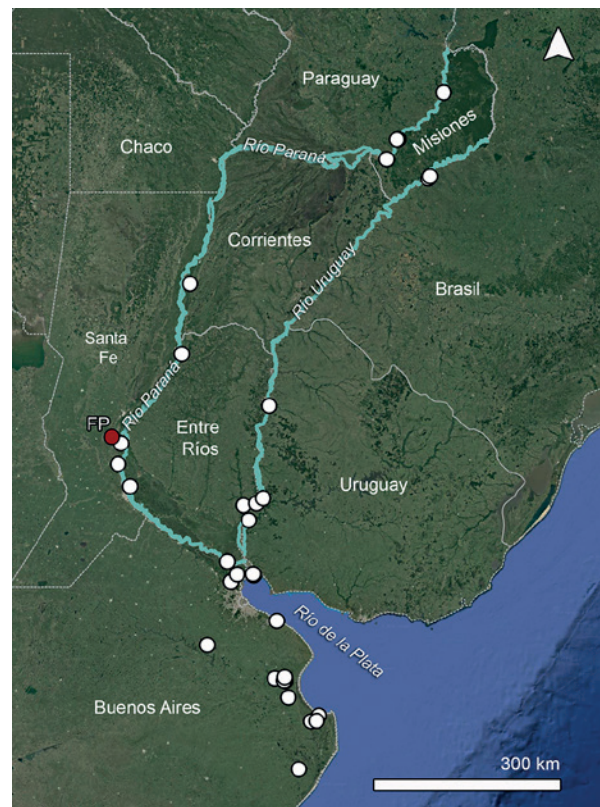 Paraguay
Misiones
Río Paraná
Chaco
Corrientes
Río Uruguay
Brasil
Santa
Fe
Río Paraná
FP
Entre
Ríos
Uruguay
Río de la Plata
Buenos Aires
300 km